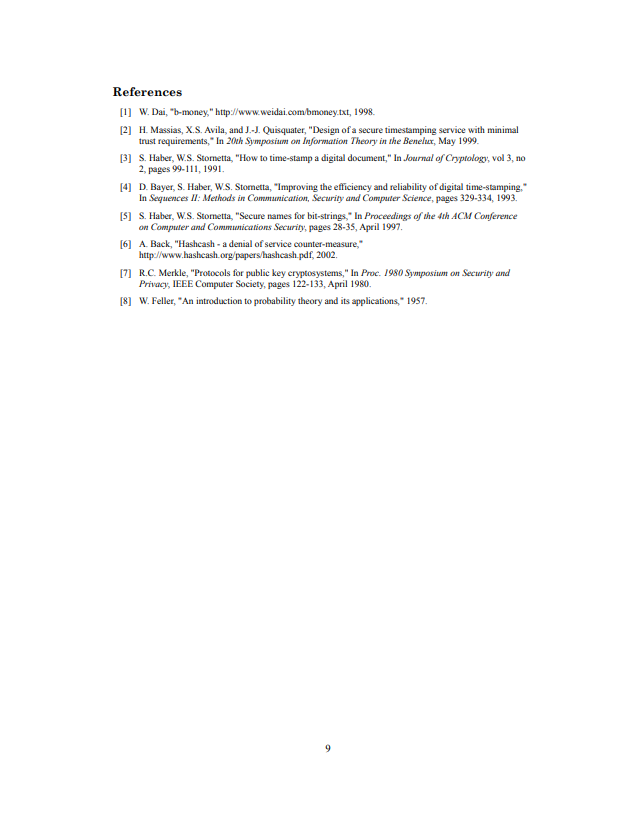 References
[1] W. Dai, "b-money," http://www.weidai.com/bmoney.txt, 1998.
[2] H. Massias, X.S. Avila, and J.-J. Quisquater, "Design of a secure timestamping service with minimal
trust requirements," In 20th Symposium on Information Theory in the Benelux, May 1999.
[3] S. Haber, W.S. Stornetta, "How to time-stamp a digital document," In Journal of Cryptology, vol 3, no
2, pages 99-111, 1991.
[4] D. Bayer, S. Haber, W.S. Stornetta, "Improving the efficiency and reliability of digital time-stamping,"
In Sequences II: Methods in Communication, Security and Computer Science, pages 329-334, 1993.
[5] S. Haber, W.S. Stornetta, "Secure names for bit-strings," In Proceedings of the 4th ACM Conference
on Computer and Communications Security, pages 28-35, April 1997.
[6] A. Back, "Hashcash - a denial of service counter-measure,"
http://www.hashcash.org/papers/hashcash.pdf, 2002.
[7] R.C. Merkle, "Protocols for public key cryptosystems," In Proc. 1980 Symposium on Security and
Privacy, IEEE Computer Society, pages 122-133, April 1980.
[8] W. Feller, "An introduction to probability theory and its applications," 1957.
9